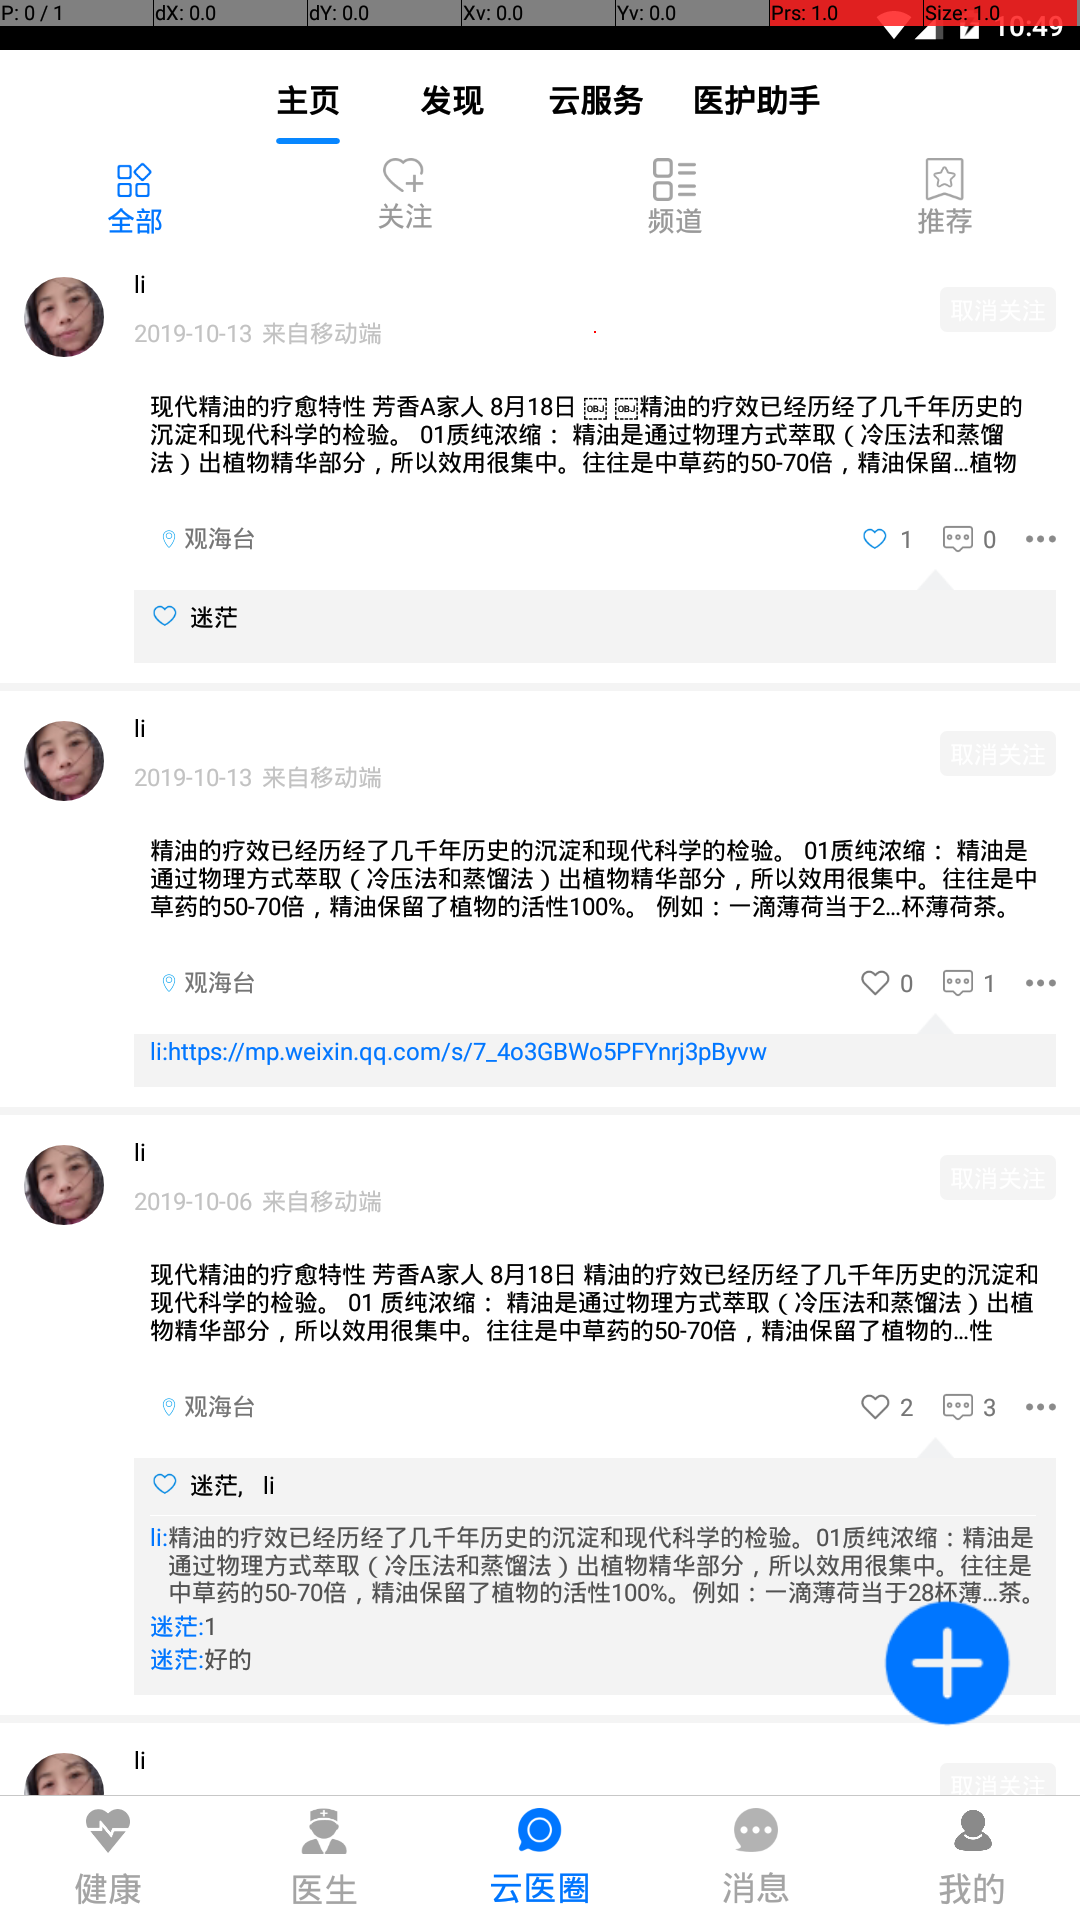 P: 0 / 1 dX: 0.0 dY: 0.0 Xv: 0.0 Yv: 0.0 Prs: 1.0 Size: 1.0
10:49
主页 发现 云服务 医护助手
全部 关注 频道 推荐
li
取消关注
2019-10-13 来自移动端
现代精油的疗愈特性 芳香A家人 8月18日 OBJ OBJ精油的疗效已经历经了几千年历史的
沉淀和现代科学的检验。 01质纯浓缩： 精油是通过物理方式萃取（冷压法和蒸馏
法）出植物精华部分，所以效用很集中。往往是中草药的50-70倍，精油保留...植物
观海台 1 0
迷茫
li
取消关注
2019-10-13 来自移动端
精油的疗效已经历经了几千年历史的沉淀和现代科学的检验。 01质纯浓缩： 精油是
通过物理方式萃取（冷压法和蒸馏法）出植物精华部分，所以效用很集中。往往是中
草药的50-70倍，精油保留了植物的活性100%。 例如：一滴薄荷当于2...杯薄荷茶。
观海台 0 1
li:https://mp.weixin.qq.com/s/7_4o3GBWo5PFYnrj3pByvw
li
取消关注
2019-10-06 来自移动端
现代精油的疗愈特性 芳香A家人 8月18日 精油的疗效已经历经了几千年历史的沉淀和
现代科学的检验。 01 质纯浓缩： 精油是通过物理方式萃取（冷压法和蒸馏法）出植
物精华部分，所以效用很集中。往往是中草药的50-70倍，精油保留了植物的...性
观海台 2 3
迷茫, li
li:精油的疗效已经历经了几千年历史的沉淀和现代科学的检验。01质纯浓缩：精油是
通过物理方式萃取（冷压法和蒸馏法）出植物精华部分，所以效用很集中。往往是
中草药的50-70倍，精油保留了植物的活性100%。例如：一滴薄荷当于28杯薄...茶。
迷茫:1
迷茫:好的
li
取消关注
健康 医生 云医圈 消息 我的